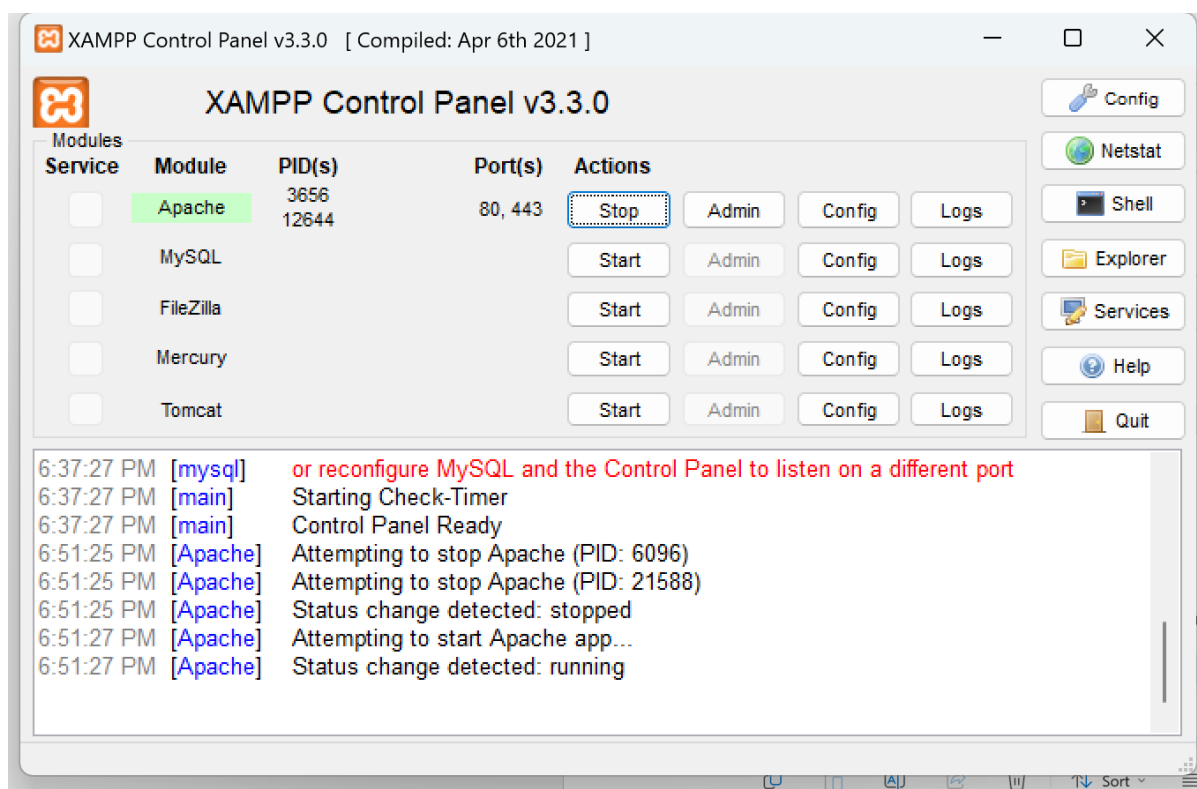 XAMPP Control Panel v3.3.0 [ Compiled: Apr 6th 2021 ]
XAMPP Control Panel v3.3.0
Config
Modules
Service Module PID(s) Port(s) Actions
Netstat
Apache 3656 12644 80, 443 Stop Admin Config Logs
Shell
MySQL Start Admin Config Logs
Explorer
FileZilla Start Admin Config Logs
Services
Mercury Start Admin Config Logs
Help
Tomcat Start Admin Config Logs
Quit
6:37:27 PM [mysql] or reconfigure MySQL and the Control Panel to listen on a different port
6:37:27 PM [main] Starting Check-Timer
6:37:27 PM [main] Control Panel Ready
6:51:25 PM [Apache] Attempting to stop Apache (PID: 6096)
6:51:25 PM [Apache] Attempting to stop Apache (PID: 21588)
6:51:25 PM [Apache] Status change detected: stopped
6:51:27 PM [Apache] Attempting to start Apache app...
6:51:27 PM [Apache] Status change detected: running
Sort